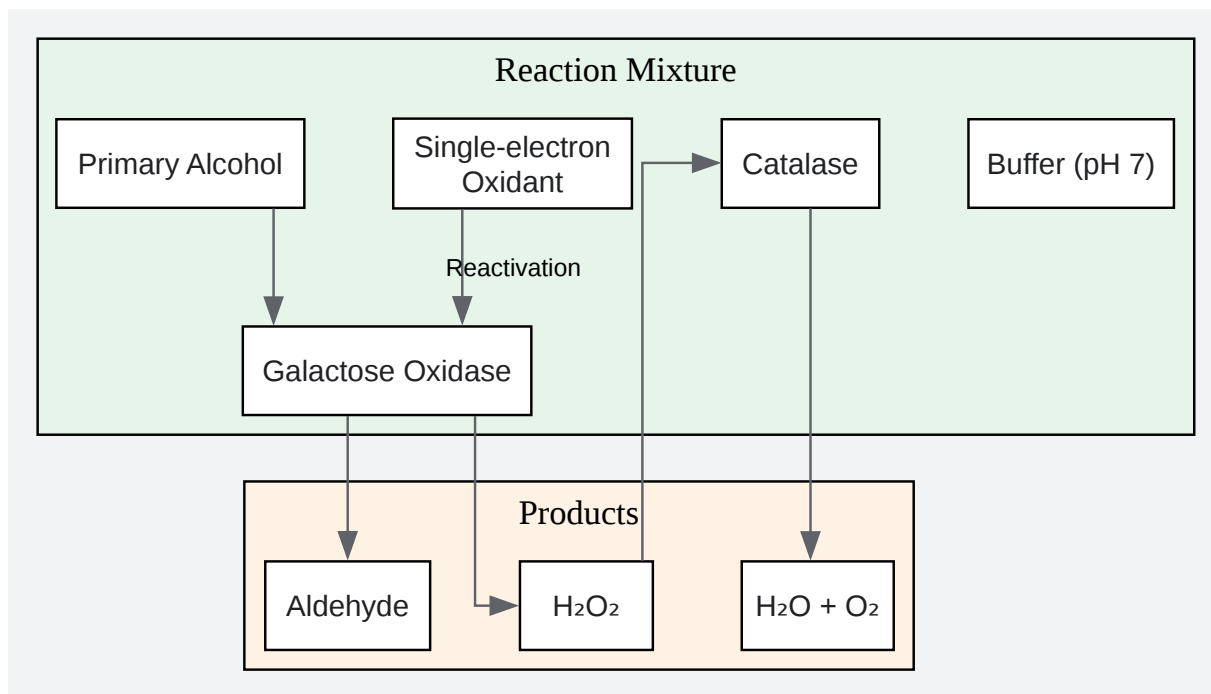 Reaction Mixture
Primary Alcohol
Single-electron
Oxidant
Catalase
Buffer (pH 7)
Reactivation
Galactose Oxidase
Products
Aldehyde
H₂O₂
H₂O + O₂